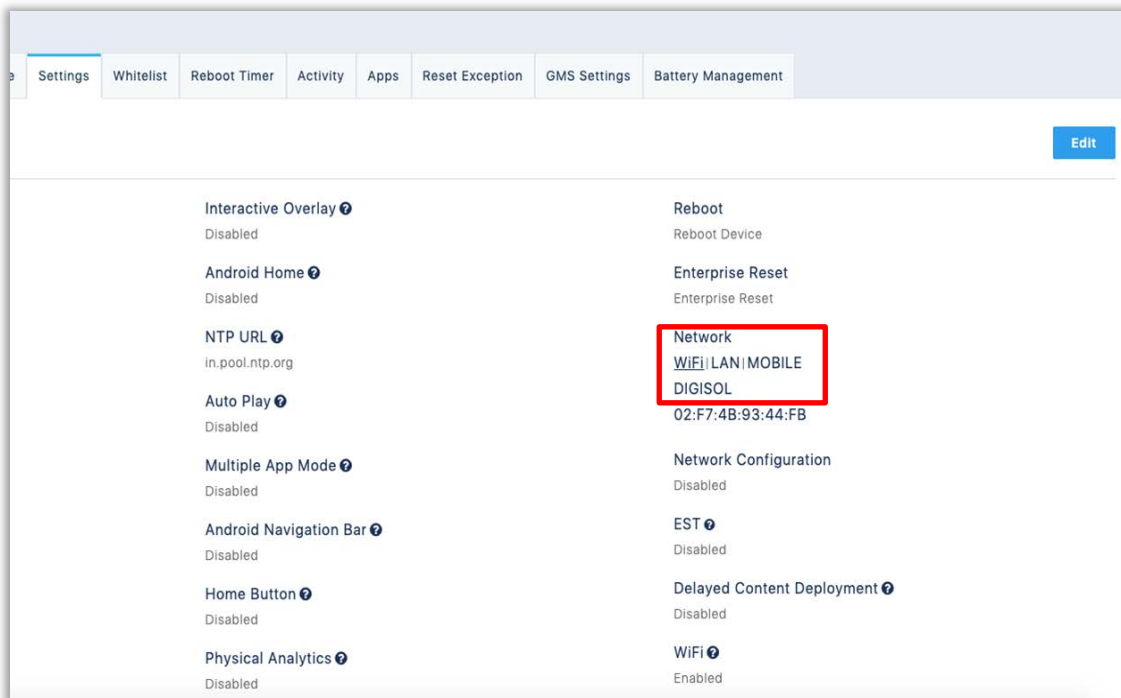 Settings Whitelist Reboot Timer Activity Apps Reset Exception GMS Settings Battery Management
Edit
Interactive Overlay
Disabled
Android Home
Disabled
NTP URL
in.pool.ntp.org
Auto Play
Disabled
Multiple App Mode
Disabled
Android Navigation Bar
Disabled
Home Button
Disabled
Physical Analytics
Disabled
Reboot
Reboot Device
Enterprise Reset
Enterprise Reset
Network
WiFi|LAN|MOBILE
DIGISOL
02:F7:4B:93:44:FB
Network Configuration
Disabled
EST
Disabled
Delayed Content Deployment
Disabled
WiFi
Enabled